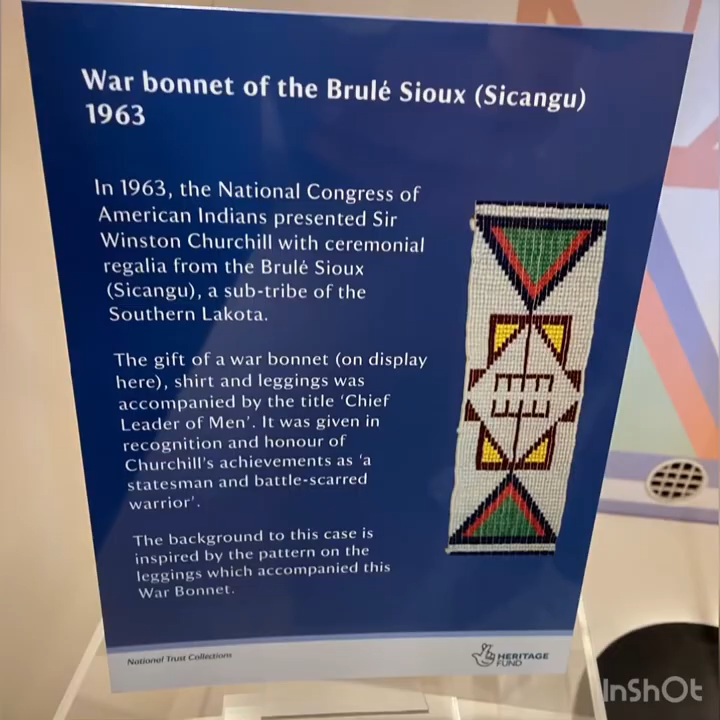 War bonnet of the Brulé Sioux (Sicangu)
1963
In 1963, the National Congress of
American Indians presented Sir
Winston Churchill with ceremonial
regalia from the Brulé Sioux
(Sicangu), a sub-tribe of the
Southern Lakota.
The gift of a war bonnet (on display
here), shirt and leggings was
accompanied by the title ‘Chief
Leader of Men’. It was given in
recognition and honour of
Churchill’s achievements as ‘a
statesman and battle-scarred
warrior’.
The background to this case is
inspired by the pattern on the
leggings which accompanied this
War Bonnet.
National Trust Collections
HERITAGE
FUND
InShOt